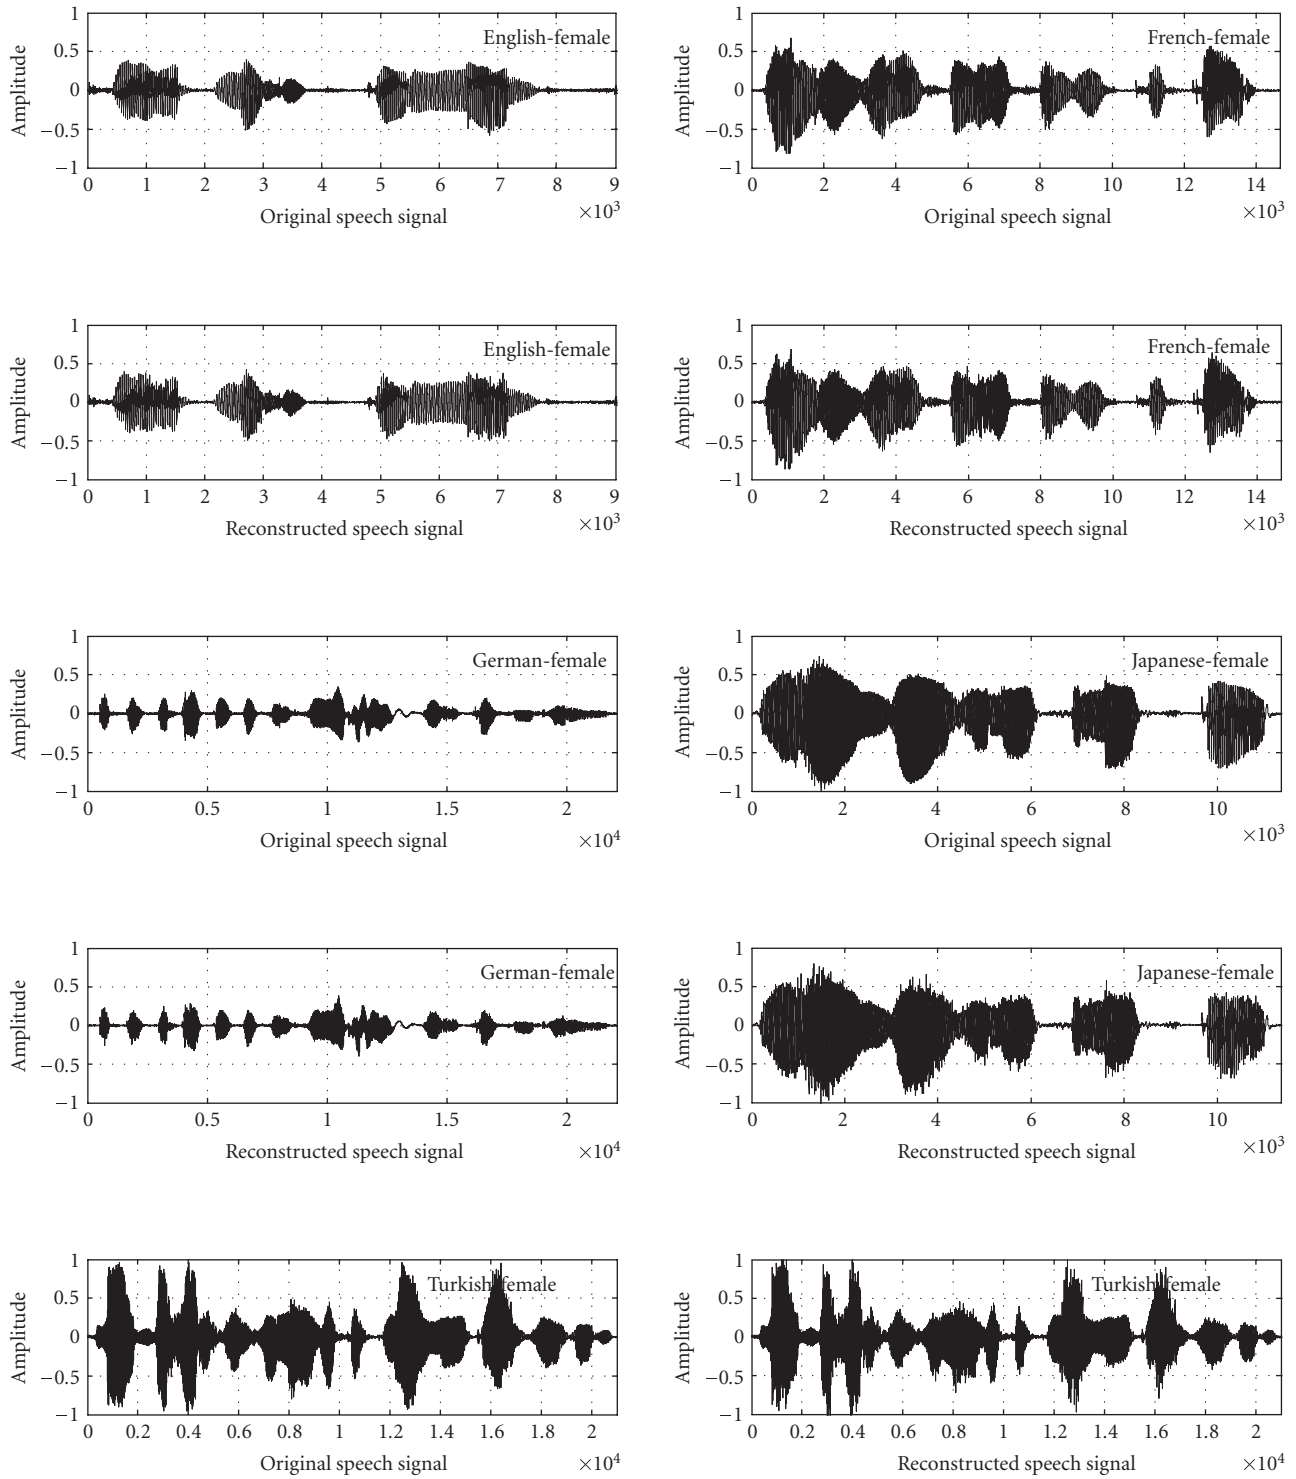 1
0.5
0
−0.5
−1
Amplitude
English-female
0 1 2 3 4 5 6 7 8 9
×10³
Original speech signal
1
0.5
0
−0.5
−1
Amplitude
French-female
0 2 4 6 8 10 12 14
×10³
Original speech signal
1
0.5
0
−0.5
−1
Amplitude
English-female
0 1 2 3 4 5 6 7 8 9
×10³
Reconstructed speech signal
1
0.5
0
−0.5
−1
Amplitude
French-female
0 2 4 6 8 10 12 14
×10³
Reconstructed speech signal
1
0.5
0
−0.5
−1
Amplitude
German-female
0 0.5 1 1.5 2
Original speech signal ×10⁴
1
0.5
0
−0.5
−1
Amplitude
Japanese-female
0 2 4 6 8 10
×10³
Original speech signal
1
0.5
0
−0.5
−1
Amplitude
German-female
0 0.5 1 1.5 2
Reconstructed speech signal ×10⁴
1
0.5
0
−0.5
−1
Amplitude
Japanese-female
0 2 4 6 8 10
×10³
Reconstructed speech signal
1
0.5
0
−0.5
−1
Amplitude
Turkish-female
0 0.2 0.4 0.6 0.8 1 1.2 1.4 1.6 1.8 2
Original speech signal ×10⁴
1
0.5
0
−0.5
−1
Amplitude
Turkish-female
0 0.2 0.4 0.6 0.8 1 1.2 1.4 1.6 1.8 2
Reconstructed speech signal ×10⁴